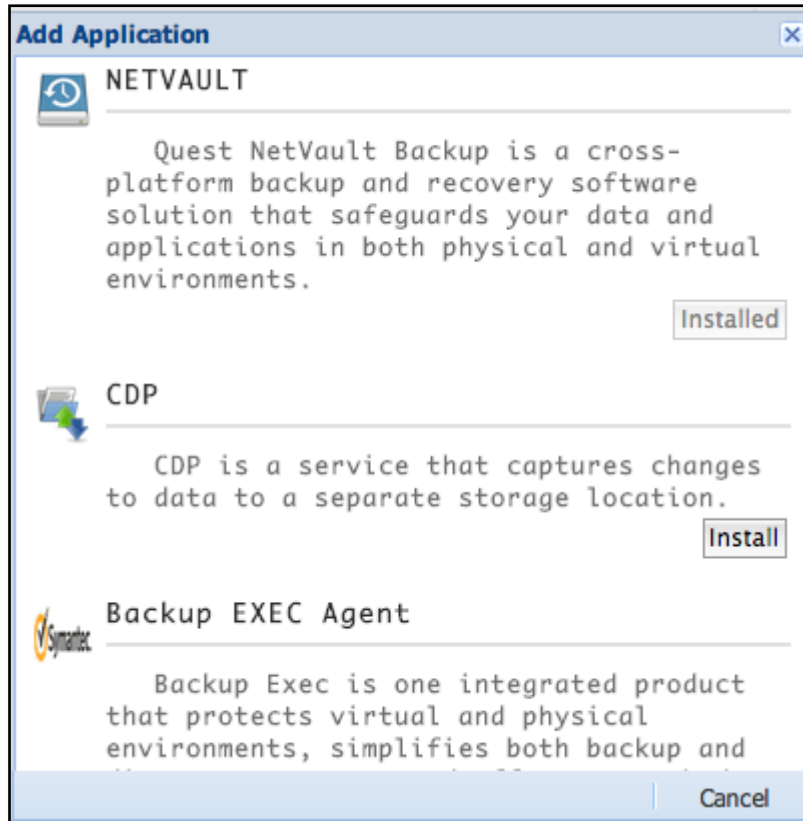 Add Application
NETVAULT
Quest NetVault Backup is a cross-
platform backup and recovery software
solution that safeguards your data and
applications in both physical and virtual
environments.
Installed
CDP
CDP is a service that captures changes
to data to a separate storage location.
Install
Symantec.
Backup EXEC Agent
Backup Exec is one integrated product
that protects virtual and physical
environments, simplifies both backup and
Cancel